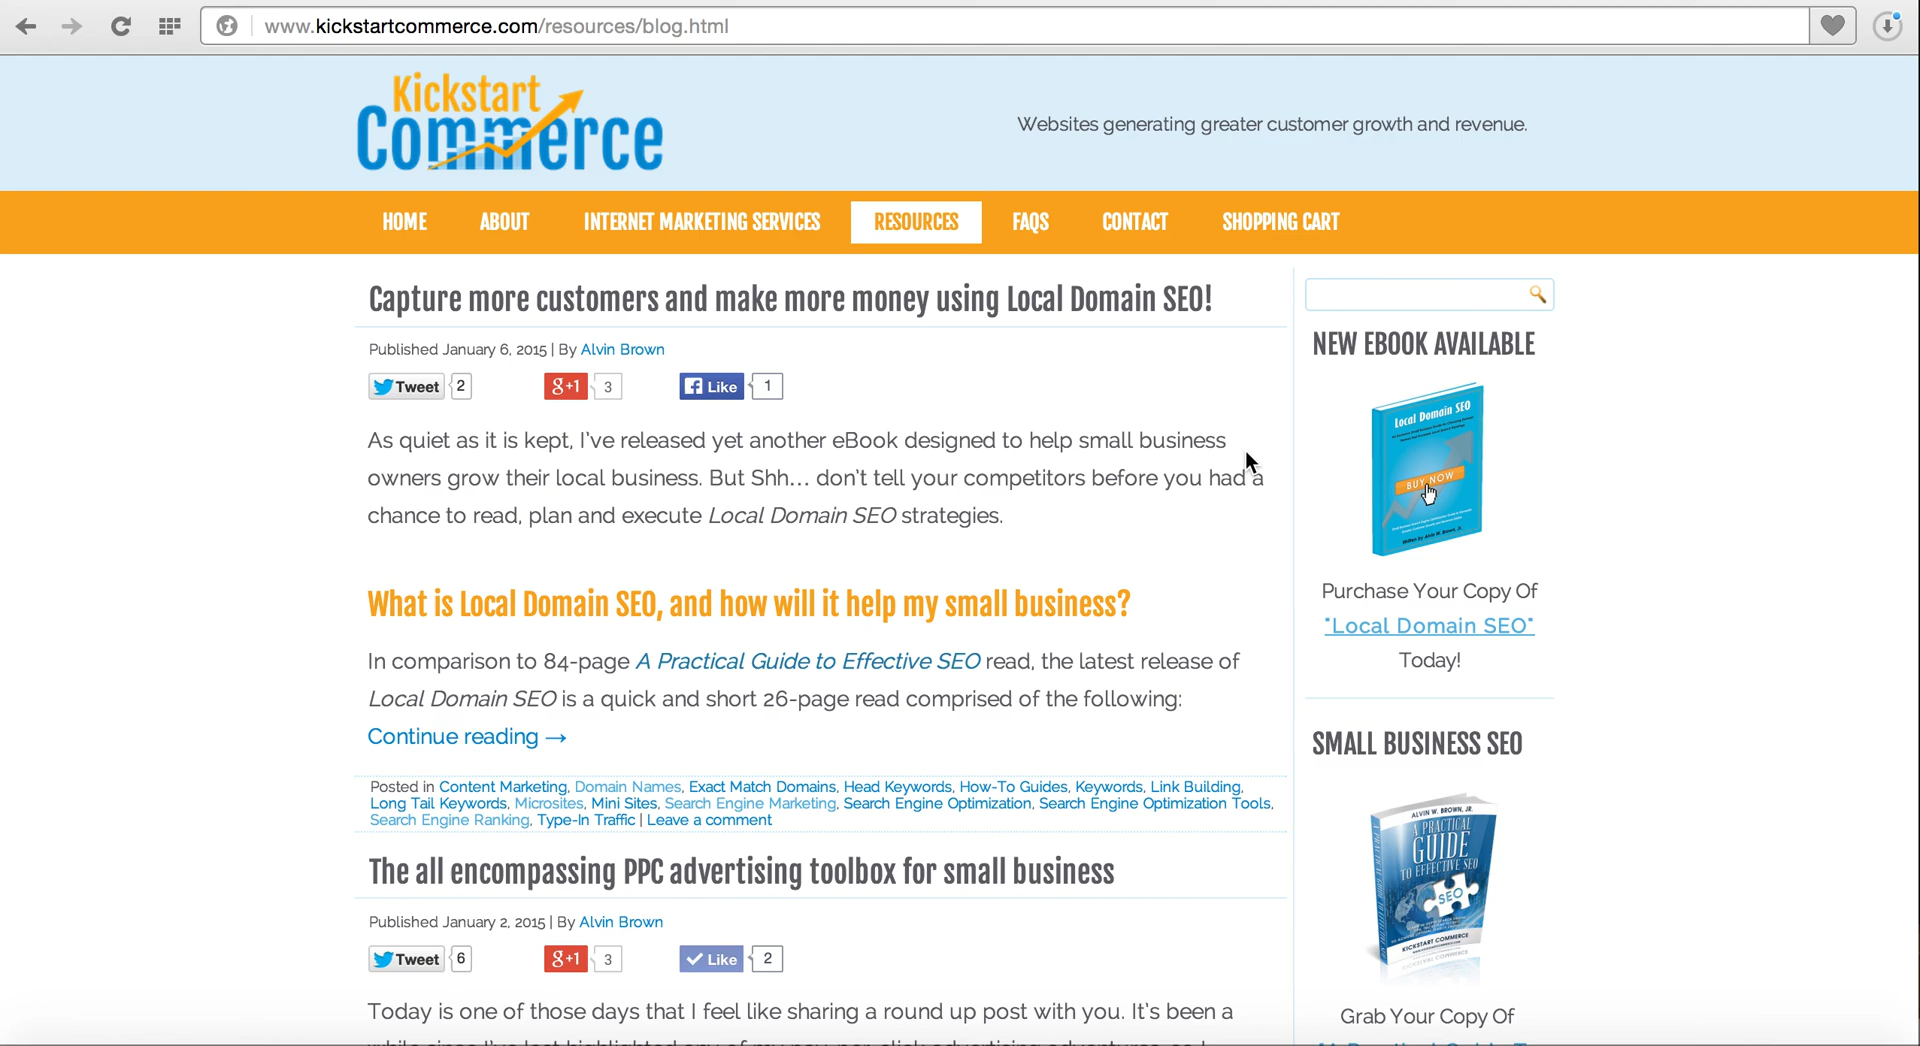 www.kickstartcommerce.com/resources/blog.html
Kickstart
Commerce
Websites generating greater customer growth and revenue.
HOME ABOUT INTERNET MARKETING SERVICES RESOURCES FAQS CONTACT SHOPPING CART
Capture more customers and make more money using Local Domain SEO!
Published January 6, 2015 | By Alvin Brown
Tweet 2 g+1 3 Like 1
As quiet as it is kept, I've released yet another eBook designed to help small business
owners grow their local business. But Shh… don't tell your competitors before you had a
chance to read, plan and execute Local Domain SEO strategies.
What is Local Domain SEO, and how will it help my small business?
In comparison to 84-page A Practical Guide to Effective SEO read, the latest release of
Local Domain SEO is a quick and short 26-page read comprised of the following:
Continue reading →
Posted in Content Marketing, Domain Names, Exact Match Domains, Head Keywords, How-To Guides, Keywords, Link Building,
Long Tail Keywords, Microsites, Mini Sites, Search Engine Marketing, Search Engine Optimization, Search Engine Optimization Tools,
Search Engine Ranking, Type-In Traffic | Leave a comment
The all encompassing PPC advertising toolbox for small business
Published January 2, 2015 | By Alvin Brown
Tweet 6 g+1 3 Like 2
Today is one of those days that I feel like sharing a round up post with you. It's been a
NEW EBOOK AVAILABLE
Local Domain SEO
BUY NOW
Written by Alvin W. Brown, Jr.
Purchase Your Copy Of
"Local Domain SEO"
Today!
SMALL BUSINESS SEO
ALVIN W. BROWN, JR.
A PRACTICAL
GUIDE
TO EFFECTIVE SEO
SEO
KICKSTART COMMERCE
Grab Your Copy Of